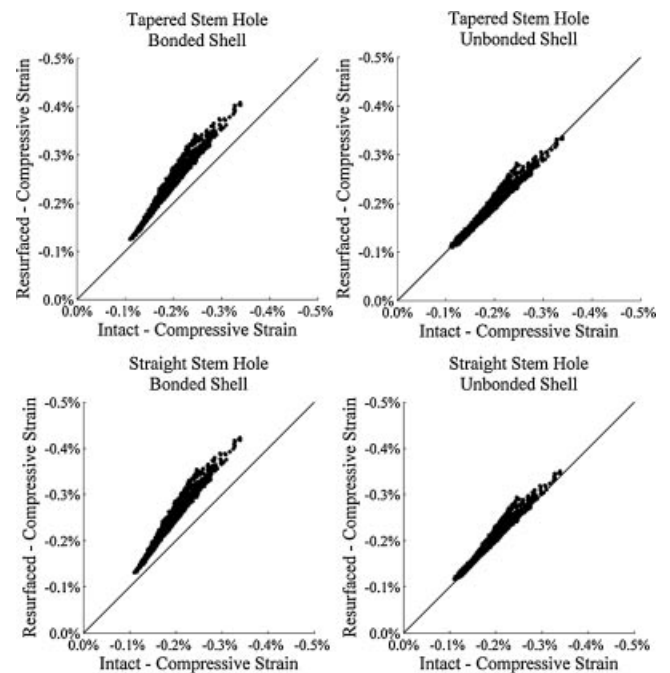 Tapered Stem Hole
Bonded Shell
Resurfaced - Compressive Strain
-0.5%
-0.4%
-0.3%
-0.2%
-0.1%
0.0%
0.0% -0.1% -0.2% -0.3% -0.4% -0.5%
Intact - Compressive Strain
Tapered Stem Hole
Unbonded Shell
Resurfaced - Compressive Strain
-0.5%
-0.4%
-0.3%
-0.2%
-0.1%
0.0%
0.0% -0.1% -0.2% -0.3% -0.4% -0.5%
Intact - Compressive Strain
Straight Stem Hole
Bonded Shell
Resurfaced - Compressive Strain
-0.5%
-0.4%
-0.3%
-0.2%
-0.1%
0.0%
0.0% -0.1% -0.2% -0.3% -0.4% -0.5%
Intact - Compressive Strain
Straight Stem Hole
Unbonded Shell
Resurfaced - Compressive Strain
-0.5%
-0.4%
-0.3%
-0.2%
-0.1%
0.0%
0.0% -0.1% -0.2% -0.3% -0.4% -0.5%
Intact - Compressive Strain